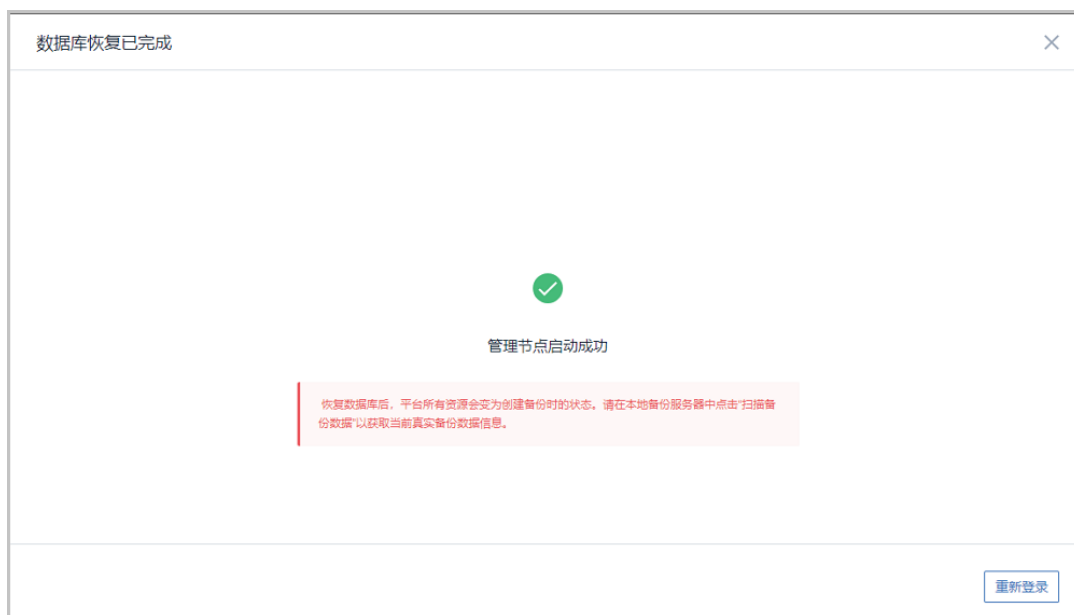 数据库恢复已完成
管理节点启动成功
恢复数据库后，平台所有资源会变为创建备份时的状态。请在本地备份服务器中点击“扫描备
份数据”以获取当前真实备份数据信息。
重新登录